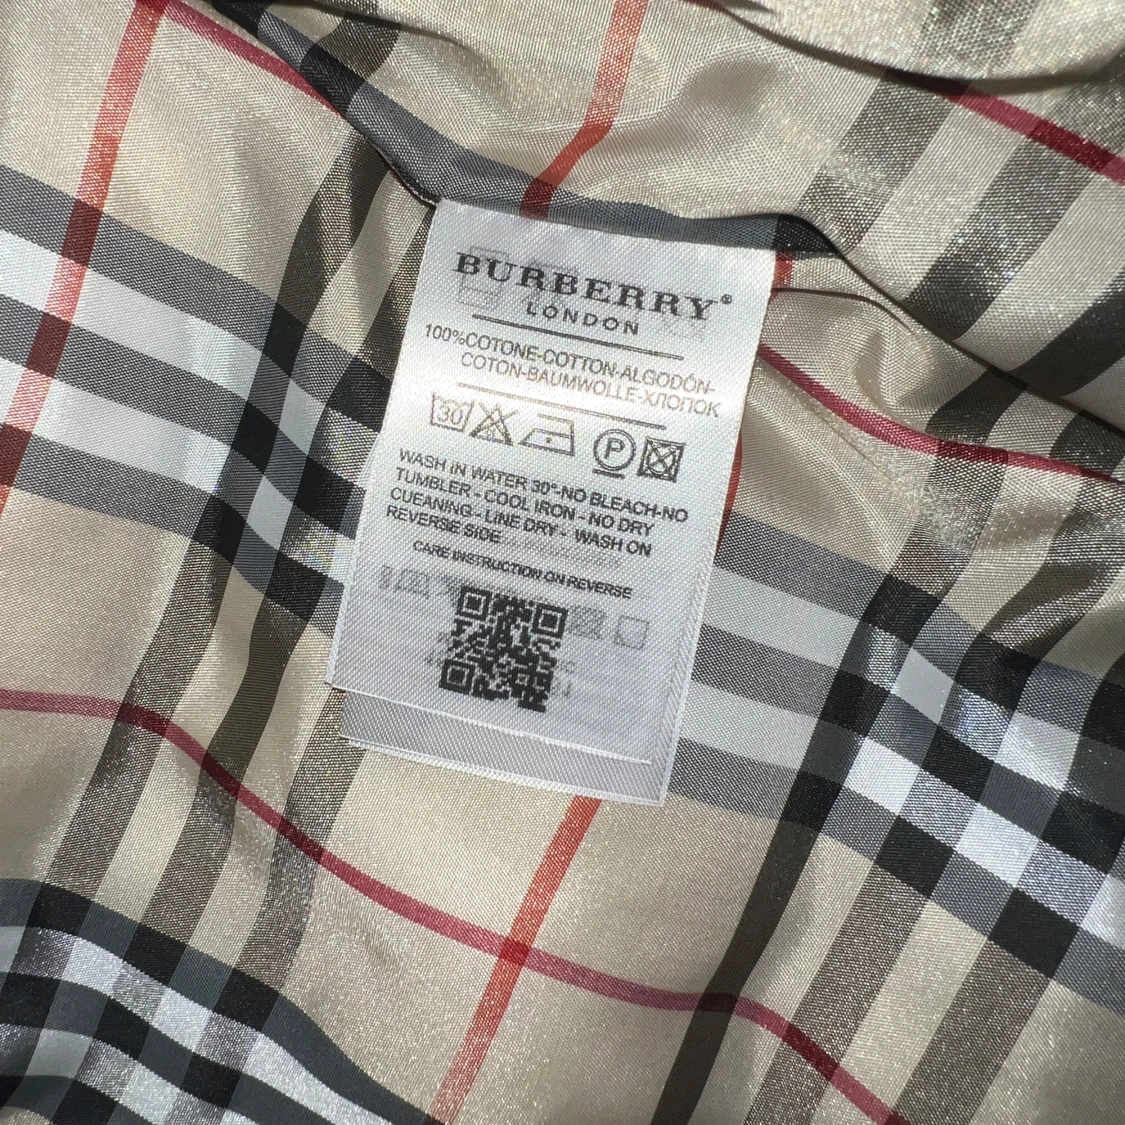 BURBERRY®
LONDON
100%COTONE-COTTON-ALGODÓN-
COTON-BAUMWOLLE-ХЛОПОК
30 P
WASH IN WATER 30°-NO BLEACH-NO
TUMBLER - COOL IRON - NO DRY
CUEANING - LINE DRY - WASH ON
REVERSE SIDE
CARE INSTRUCTION ON REVERSE